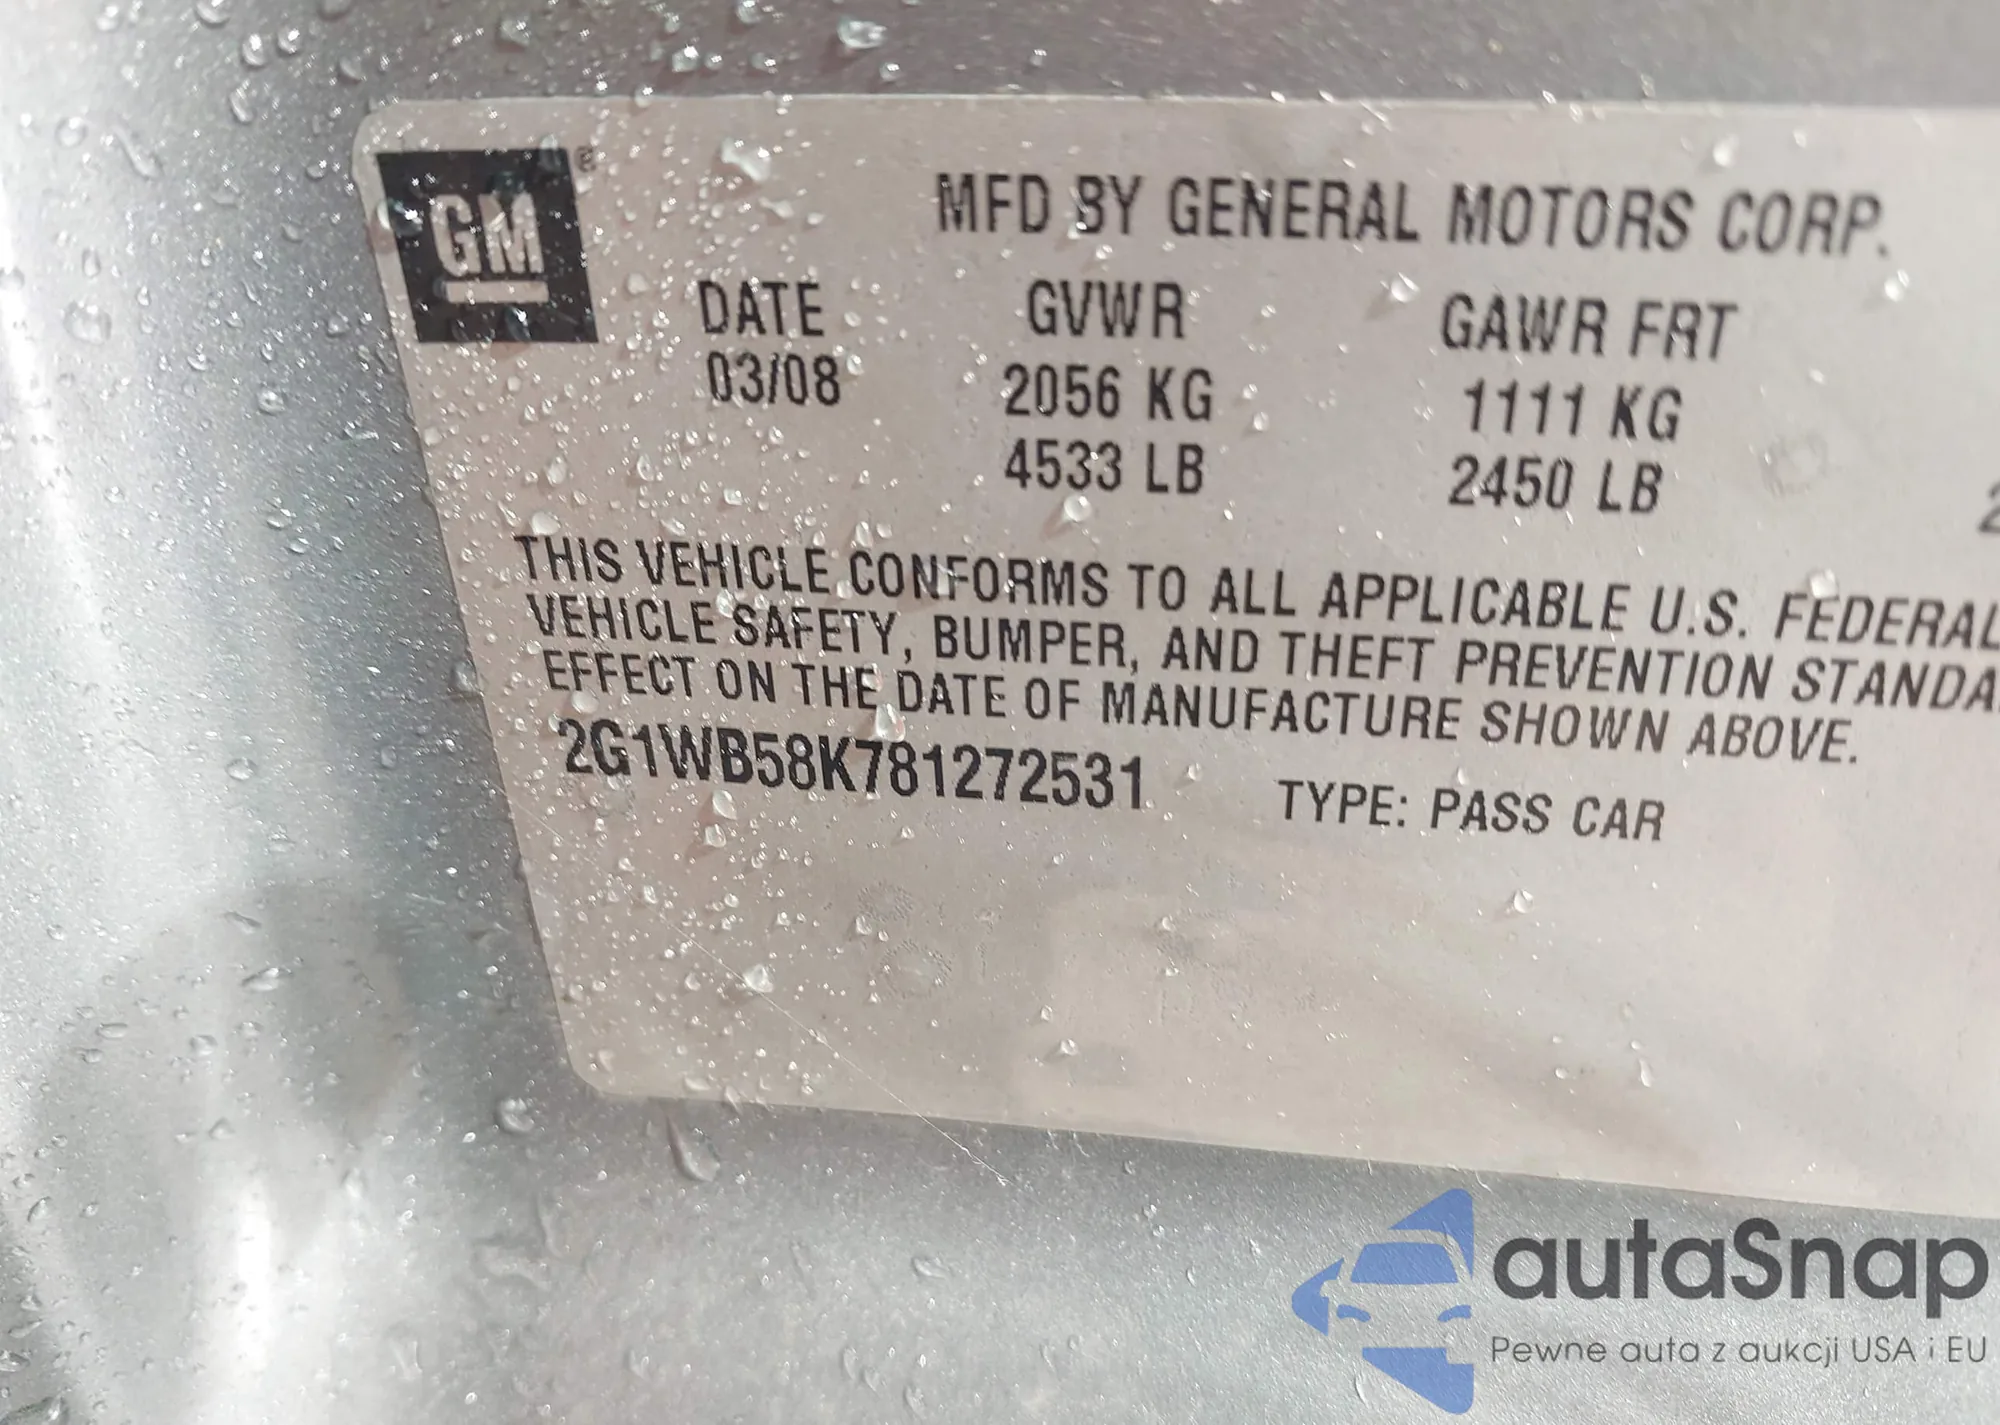 GM®
MFD BY GENERAL MOTORS CORP.
DATE GVWR GAWR FRT
03/08 2056 KG 1111 KG
4533 LB 2450 LB
THIS VEHICLE CONFORMS TO ALL APPLICABLE U.S. FEDERAL
VEHICLE SAFETY, BUMPER, AND THEFT PREVENTION STANDA
EFFECT ON THE DATE OF MANUFACTURE SHOWN ABOVE.
2G1WB58K781272531 TYPE: PASS CAR
autaSnap
Pewne auta z aukcji USA i EU